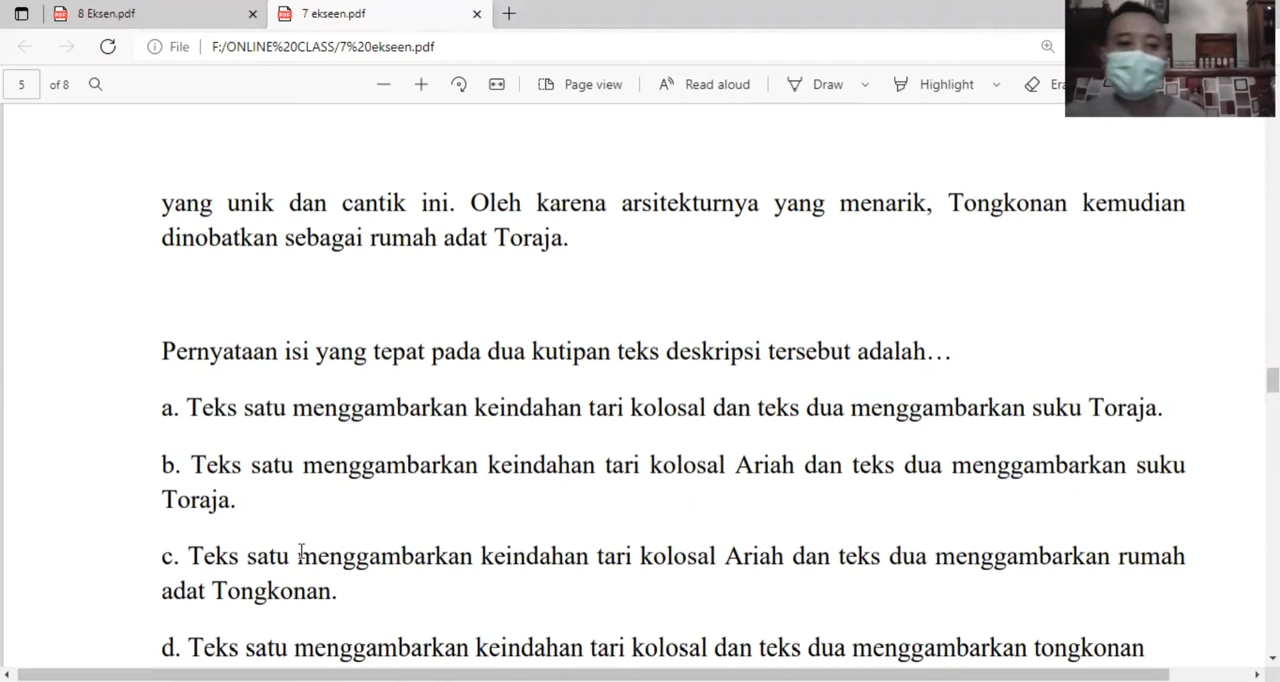 8 Eksen.pdf
7 ekseen.pdf
File
F:/ONLINE%20CLASS/7%20ekseen.pdf
5 of 8
Page view
Read aloud
Draw
Highlight
Era
yang unik dan cantik ini. Oleh karena arsitekturnya yang menarik, Tongkonan kemudian
dinobatkan sebagai rumah adat Toraja.
Pernyataan isi yang tepat pada dua kutipan teks deskripsi tersebut adalah…
a. Teks satu menggambarkan keindahan tari kolosal dan teks dua menggambarkan suku Toraja.
b. Teks satu menggambarkan keindahan tari kolosal Ariah dan teks dua menggambarkan suku
Toraja.
c. Teks satu menggambarkan keindahan tari kolosal Ariah dan teks dua menggambarkan rumah
adat Tongkonan.
d. Teks satu menggambarkan keindahan tari kolosal dan teks dua menggambarkan tongkonan